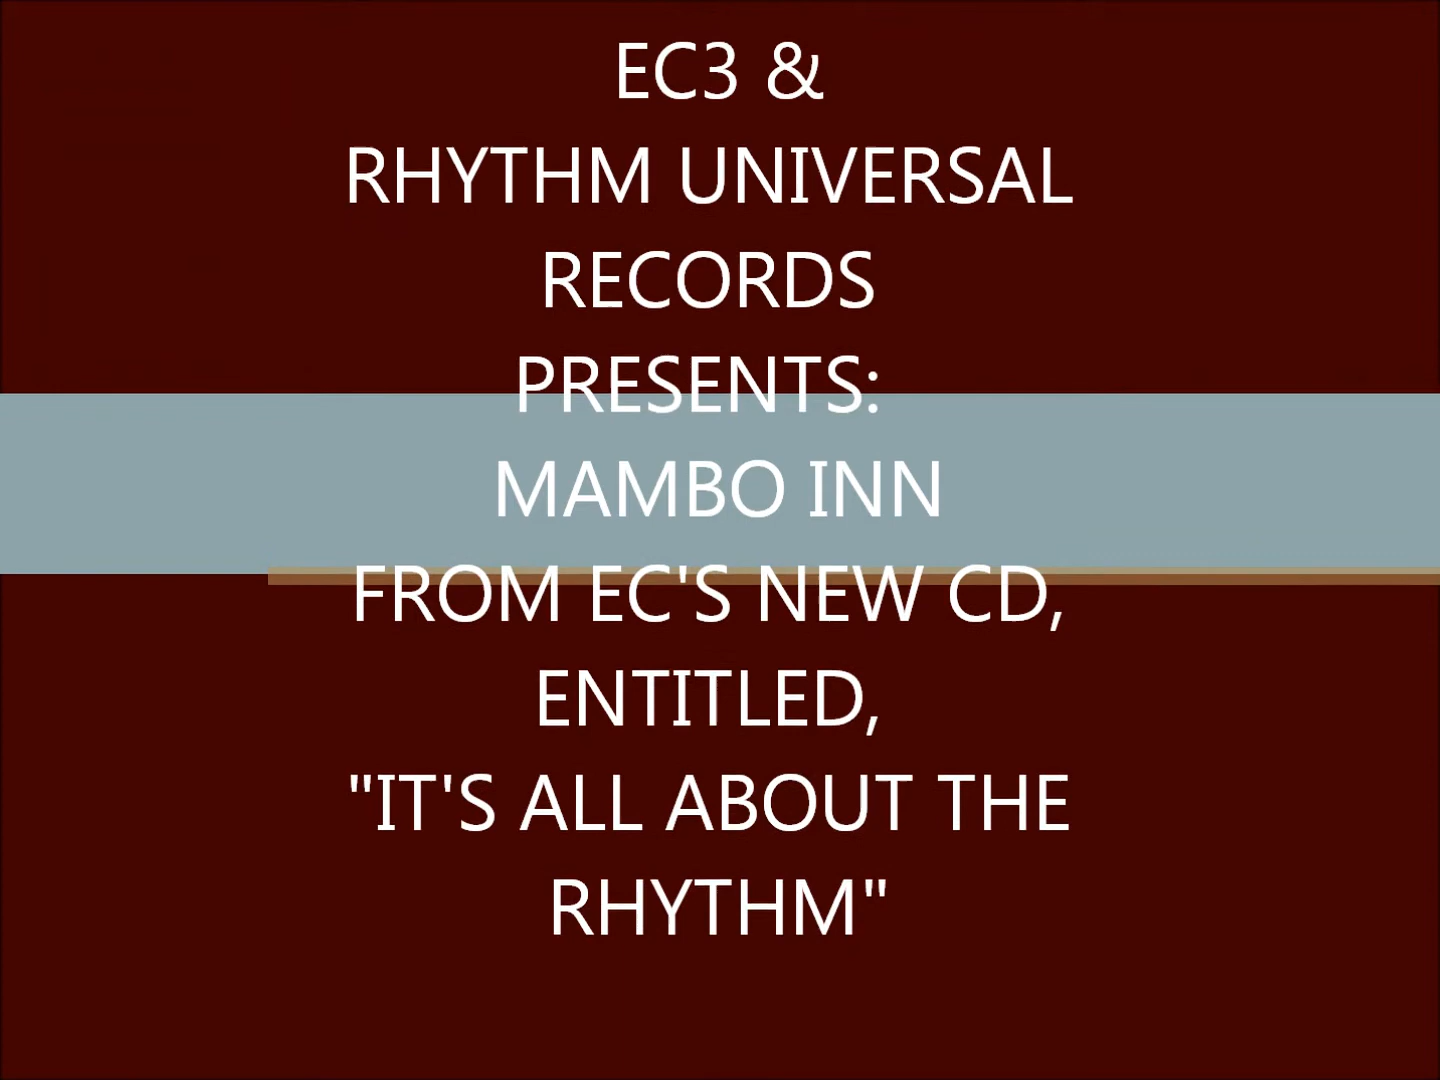 EC3 &
RHYTHM UNIVERSAL
RECORDS
PRESENTS:
MAMBO INN
FROM EC'S NEW CD,
ENTITLED,
"IT'S ALL ABOUT THE
RHYTHM"